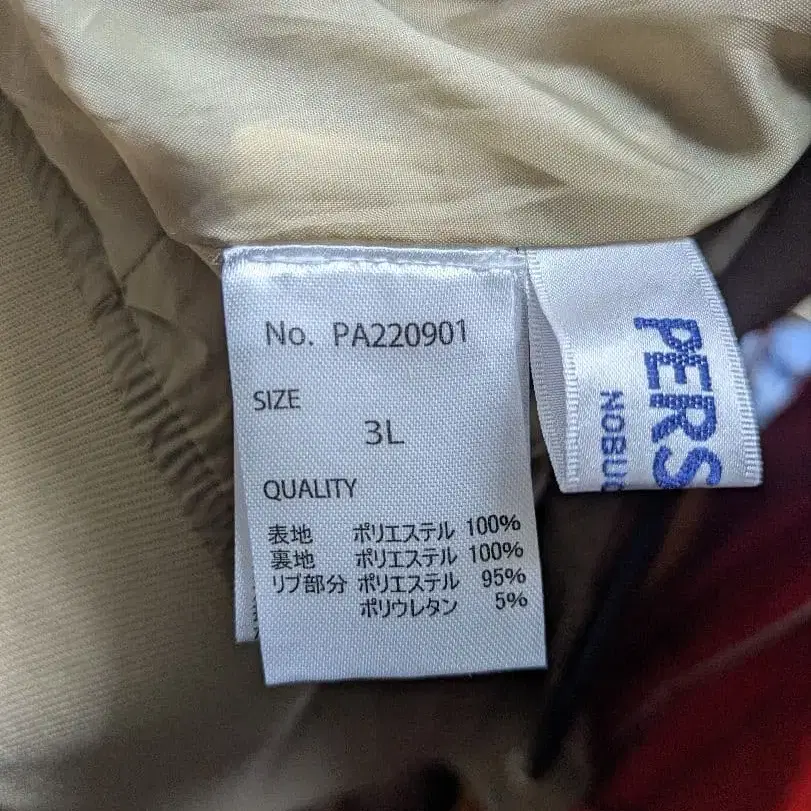 No. PA220901
SIZE
3L
QUALITY
表地 ポリエステル 100%
裏地 ポリエステル 100%
リブ部分 ポリエステル 95%
ポリウレタン 5%
PERS
NOBU